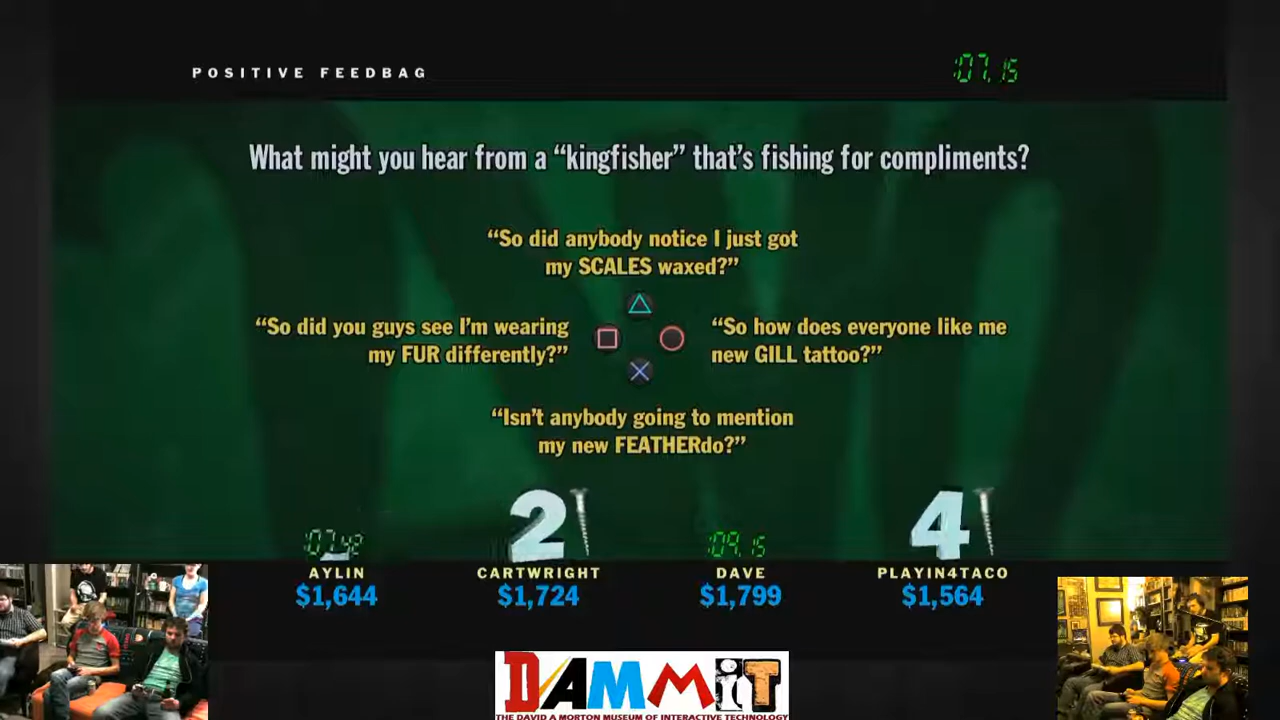 POSITIVE FEEDBAG
:07.15
What might you hear from a “kingfisher” that’s fishing for compliments?
“So did anybody notice I just got
my SCALES waxed?”
“So did you guys see I’m wearing
my FUR differently?”
“So how does everyone like me
new GILL tattoo?”
“Isn’t anybody going to mention
my new FEATHERdo?”
2
4
:09.15
AYLIN
CARTWRIGHT
DAVE
PLAYIN4TACO
$1,644
$1,724
$1,799
$1,564
DAMMiT
THE DAVID A MORTON MUSEUM OF INTERACTIVE TECHNOLOGY